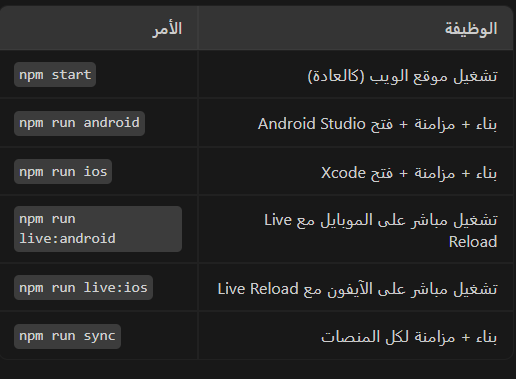 الوظيفة الأمر
تشغيل موقع الويب (كالعادة) npm start
بناء + مزامنة + فتح Android Studio npm run android
بناء + مزامنة + فتح Xcode npm run ios
تشغيل مباشر على الموبايل مع Live
Reload
npm run
live:android
تشغيل مباشر على الآيفون مع Live Reload npm run live:ios
بناء + مزامنة لكل المنصات npm run sync